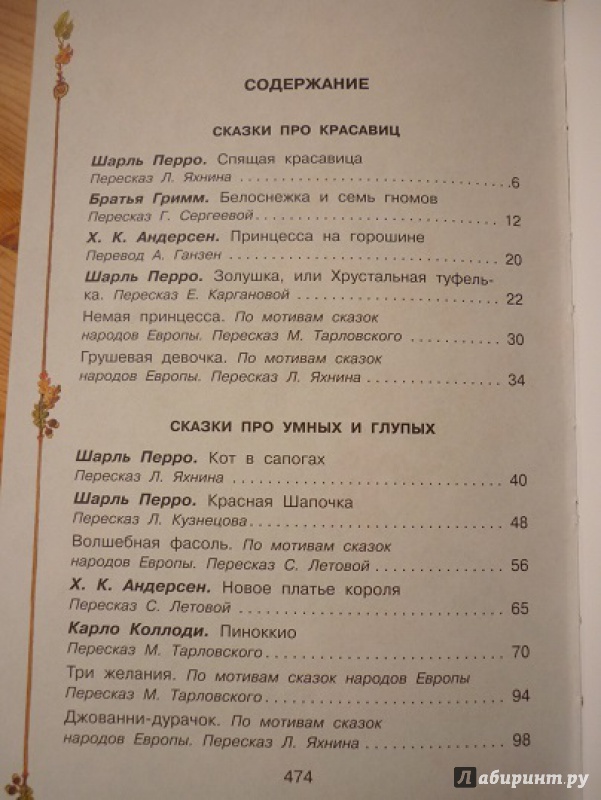 СОДЕРЖАНИЕ
СКАЗКИ ПРО КРАСАВИЦ
Шарль Перро. Спящая красавица
Пересказ Л. Яхнина . . . . . . . . . . . . . . . . . . . . . . . . .6
Братья Гримм. Белоснежка и семь гномов
Пересказ Г. Сергеевой. . . . . . . . . . . . . . . . . . . . . . 12
Х. К. Андерсен. Принцесса на горошине
Перевод А. Ганзен . . . . . . . . . . . . . . . . . . . . . . . . 20
Шарль Перро. Золушка, или Хрустальная туфель-
ка. Пересказ Е. Каргановой . . . . . . . . . . . . . . . . . . 22
Немая принцесса. По мотивам сказок
народов Европы. Пересказ М. Тарловского . . . . . . . 30
Грушевая девочка. По мотивам сказок
народов Европы. Пересказ Л. Яхнина . . . . . . . . . . . 34
СКАЗКИ ПРО УМНЫХ И ГЛУПЫХ
Шарль Перро. Кот в сапогах
Пересказ Л. Яхнина . . . . . . . . . . . . . . . . . . . . . . . 40
Шарль Перро. Красная Шапочка
Пересказ Л. Кузнецова. . . . . . . . . . . . . . . . . . . . . . 48
Волшебная фасоль. По мотивам сказок
народов Европы. Пересказ С. Летовой . . . . . . . . . . 56
Х. К. Андерсен. Новое платье короля
Пересказ С. Летовой . . . . . . . . . . . . . . . . . . . . . . . 65
Карло Коллоди. Пиноккио
Пересказ М. Тарловского. . . . . . . . . . . . . . . . . . . . 70
Три желания. По мотивам сказок народов Европы
Пересказ М. Тарловского. . . . . . . . . . . . . . . . . . . . 94
Джованни-дурачок. По мотивам сказок
народов Европы. Пересказ Л. Яхнина . . . . . . . . . . . 98
474
Лабиринт.ру